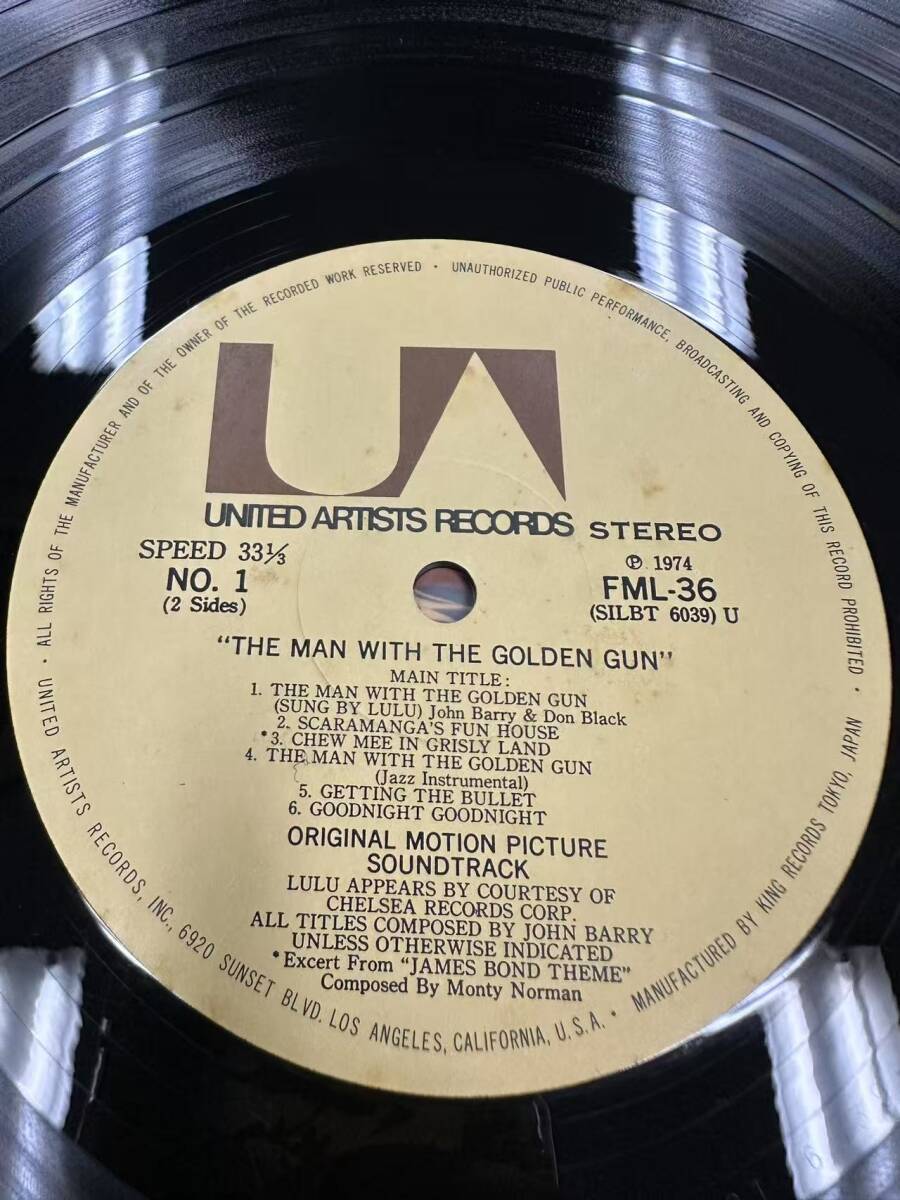 UA
UNITED ARTISTS RECORDS STEREO
SPEED 33⅓
NO. 1
(2 Sides)
℗ 1974
FML-36
(SILBT 6039) U
"THE MAN WITH THE GOLDEN GUN"
MAIN TITLE:
1. THE MAN WITH THE GOLDEN GUN
(SUNG BY LULU) John Barry & Don Black
2. SCARAMANGA'S FUN HOUSE
*3. CHEW MEE IN GRISLY LAND
4. THE MAN WITH THE GOLDEN GUN
(Jazz Instrumental)
5. GETTING THE BULLET
6. GOODNIGHT GOODNIGHT
ORIGINAL MOTION PICTURE
SOUNDTRACK
LULU APPEARS BY COURTESY OF
CHELSEA RECORDS CORP.
ALL TITLES COMPOSED BY JOHN BARRY
UNLESS OTHERWISE INDICATED
*Excert From "JAMES BOND THEME"
Composed By Monty Norman
· ALL RIGHTS OF THE MANUFACTURER AND OF THE OWNER OF THE RECORDED WORK RESERVED · UNAUTHORIZED PUBLIC PERFORMANCE, BROADCASTING AND COPYING OF THIS RECORD PROHIBITED ·
UNITED ARTISTS RECORDS, INC., 6920 SUNSET BLVD. LOS ANGELES, CALIFORNIA, U.S.A. · MANUFACTURED BY KING RECORDS TOKYO, JAPAN